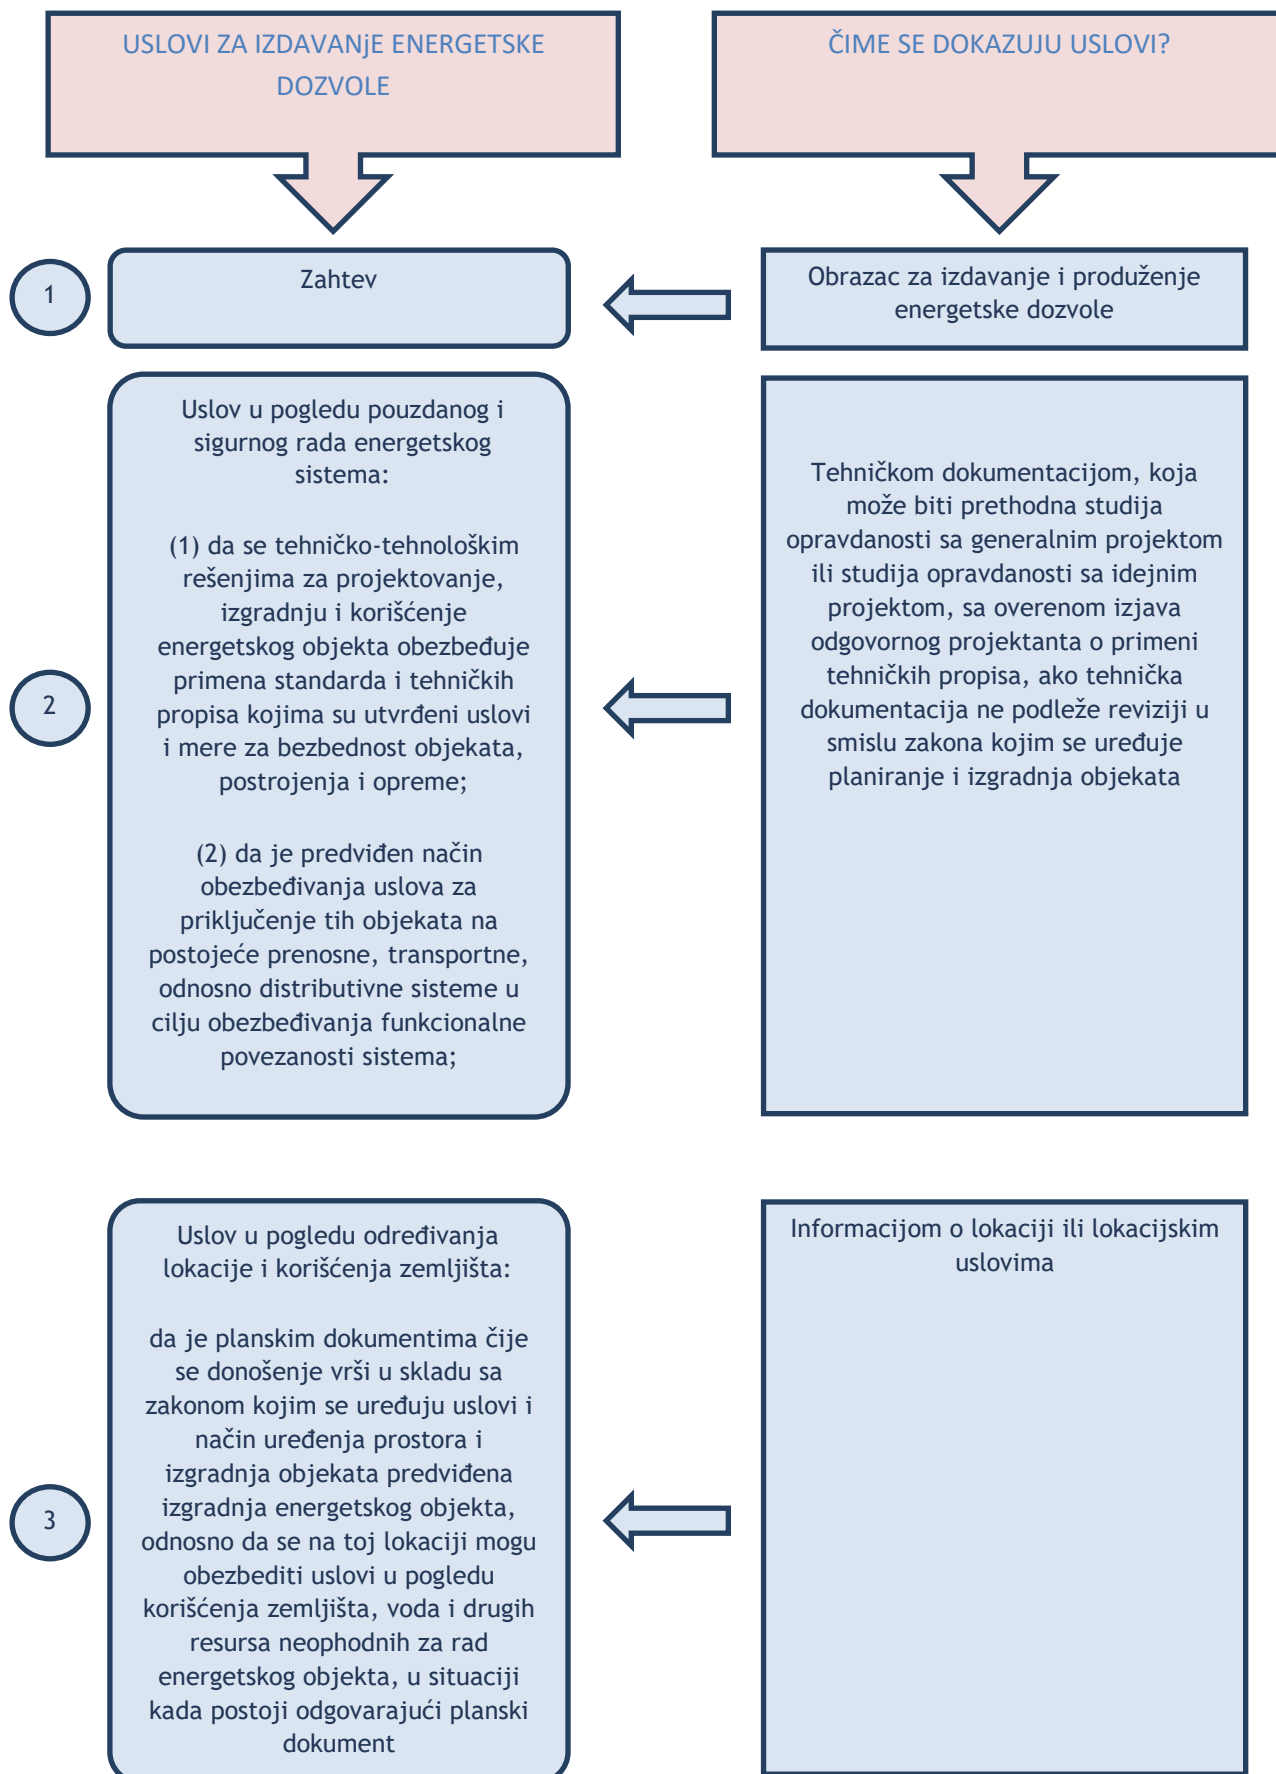 USLOVI ZA IZDAVANjE ENERGETSKE
DOZVOLE
ČIME SE DOKAZUJU USLOVI?
1
Zahtev
Obrazac za izdavanje i produženje
energetske dozvole
2
Uslov u pogledu pouzdanog i
sigurnog rada energetskog
sistema:
(1) da se tehničko-tehnološkim
rešenjima za projektovanje,
izgradnju i korišćenje
energetskog objekta obezbeđuje
primena standarda i tehničkih
propisa kojima su utvrđeni uslovi
i mere za bezbednost objekata,
postrojenja i opreme;
(2) da je predviđen način
obezbeđivanja uslova za
priključenje tih objekata na
postojeće prenosne, transportne,
odnosno distributivne sisteme u
cilju obezbeđivanja funkcionalne
povezanosti sistema;
Tehničkom dokumentacijom, koja
može biti prethodna studija
opravdanosti sa generalnim projektom
ili studija opravdanosti sa idejnim
projektom, sa overenom izjava
odgovornog projektanta o primeni
tehničkih propisa, ako tehnička
dokumentacija ne podleže reviziji u
smislu zakona kojim se uređuje
planiranje i izgradnja objekata
3
Uslov u pogledu određivanja
lokacije i korišćenja zemljišta:
da je planskim dokumentima čije
se donošenje vrši u skladu sa
zakonom kojim se uređuju uslovi i
način uređenja prostora i
izgradnja objekata predviđena
izgradnja energetskog objekta,
odnosno da se na toj lokaciji mogu
obezbediti uslovi u pogledu
korišćenja zemljišta, voda i drugih
resursa neophodnih za rad
energetskog objekta, u situaciji
kada postoji odgovarajući planski
dokument
Informacijom o lokaciji ili lokacijskim
uslovima